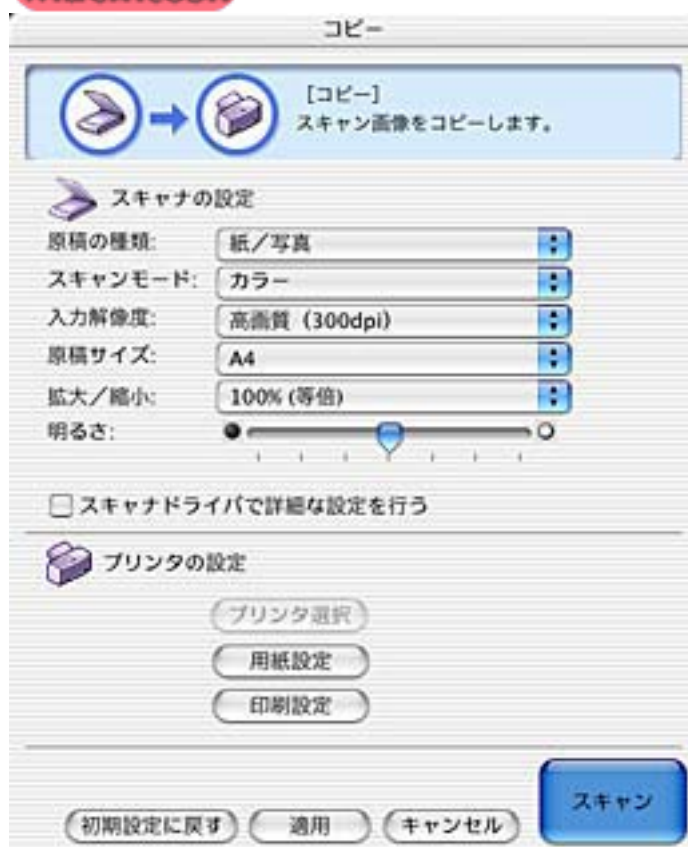 コピー
[コピー]
スキャン画像をコピーします。
スキャナの設定
原稿の種類: 紙／写真
スキャンモード: カラー
入力解像度: 高画質（300dpi）
原稿サイズ: A4
拡大／縮小: 100% (等倍)
明るさ:
スキャナドライバで詳細な設定を行う
プリンタの設定
プリンタ選択
用紙設定
印刷設定
スキャン
初期設定に戻す 適用 キャンセル